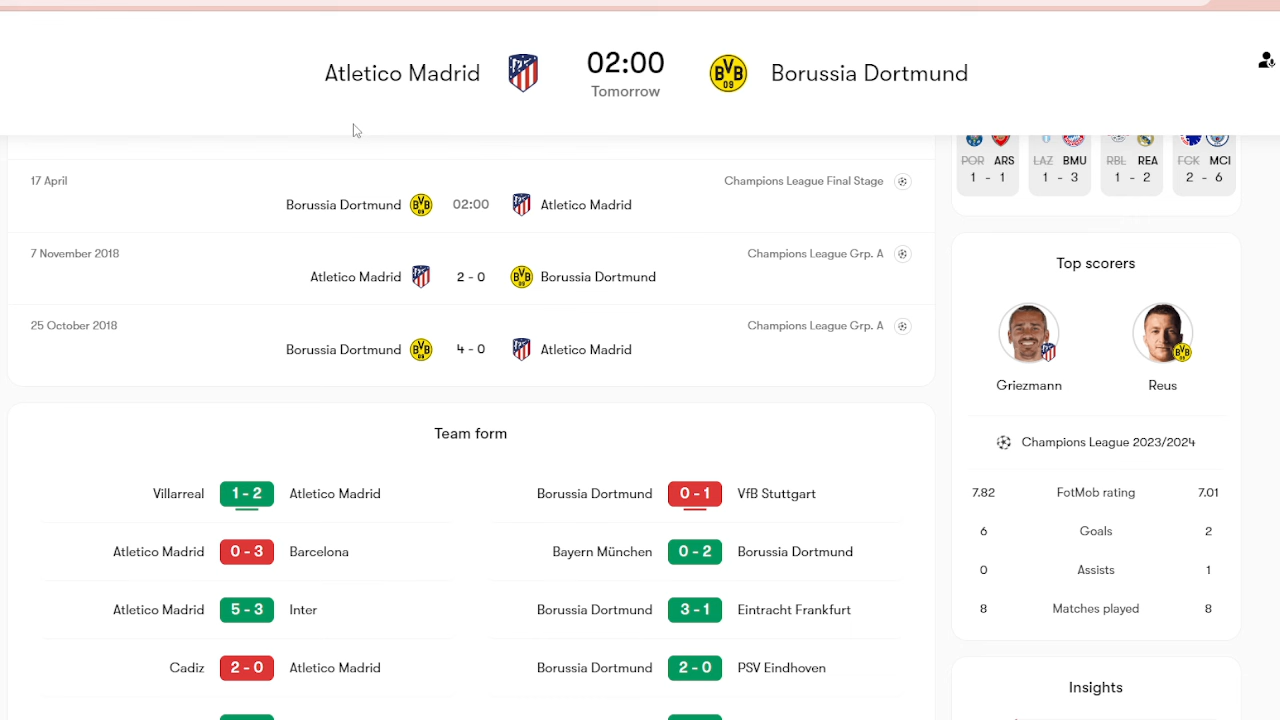 Atletico Madrid
02:00
Tomorrow
BVB 09
Borussia Dortmund
POR ARS
1 - 1
LAZ BMU
1 - 3
RBL REA
1 - 2
FCK MCI
2 - 6
17 April
Champions League Final Stage
Borussia Dortmund 02:00 Atletico Madrid
7 November 2018
Champions League Grp. A
Atletico Madrid 2 - 0 Borussia Dortmund
25 October 2018
Champions League Grp. A
Borussia Dortmund 4 - 0 Atletico Madrid
Team form
Villarreal 1 - 2 Atletico Madrid
Borussia Dortmund 0 - 1 VfB Stuttgart
Atletico Madrid 0 - 3 Barcelona
Bayern München 0 - 2 Borussia Dortmund
Atletico Madrid 5 - 3 Inter
Borussia Dortmund 3 - 1 Eintracht Frankfurt
Cadiz 2 - 0 Atletico Madrid
Borussia Dortmund 2 - 0 PSV Eindhoven
Top scorers
Griezmann
Reus
Champions League 2023/2024
7.82 FotMob rating 7.01
6 Goals 2
0 Assists 1
8 Matches played 8
Insights